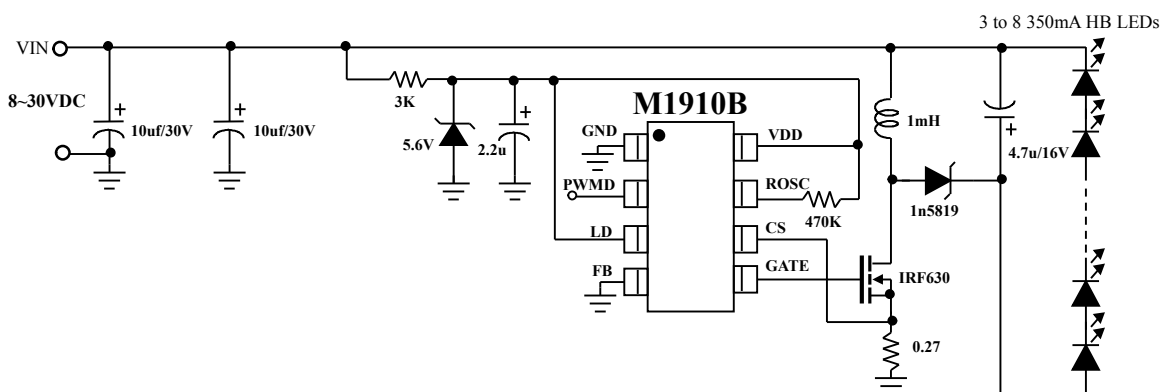 3 to 8 350mA HB LEDs
VIN
8~30VDC
10uf/30V
10uf/30V
3K
5.6V
2.2u
M1910B
GND
VDD
PWMD
ROSC
470K
LD
CS
FB
GATE
1mH
4.7u/16V
1n5819
IRF630
0.27